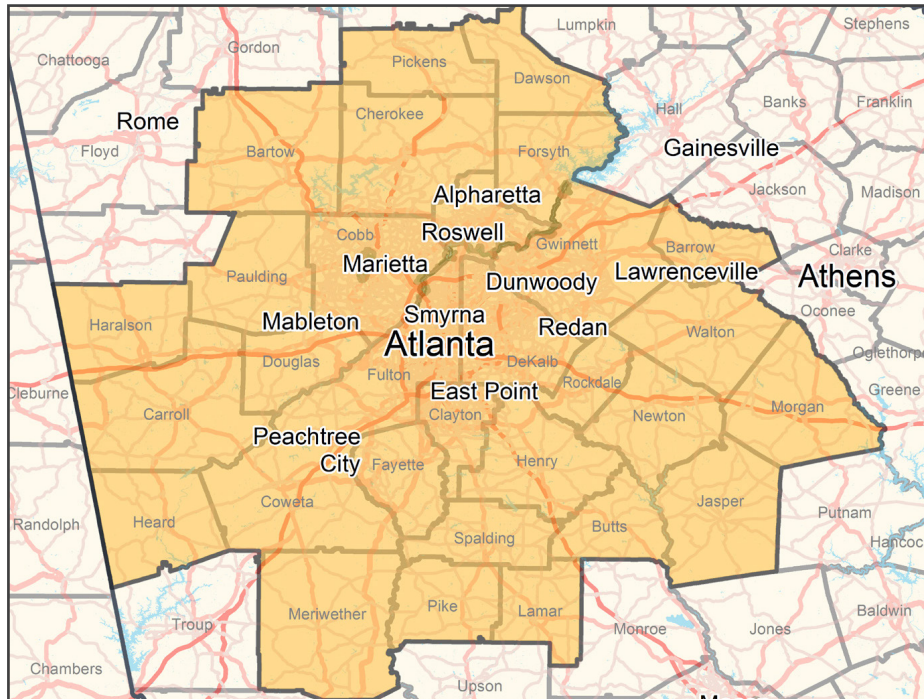 Lumpkin
Stephens
Gordon
Chattooga
Pickens
Dawson
Banks
Franklin
Cherokee
Hall
Rome
Floyd
Bartow
Forsyth
Gainesville
Jackson
Madison
Alpharetta
Cobb
Roswell
Gwinnett
Barrow
Clarke
Marietta
Paulding
Dunwoody
Lawrenceville
Athens
Oconee
Haralson
Mableton
Smyrna
Redan
Walton
Atlanta
Oglethorpe
Douglas
DeKalb
Fulton
Rockdale
Greene
Cleburne
East Point
Carroll
Clayton
Newton
Morgan
Peachtree
City
Fayette
Henry
Jasper
Coweta
Heard
Randolph
Butts
Putnam
Spalding
Hancoc
Meriwether
Pike
Lamar
Troup
Monroe
Jones
Baldwin
Chambers
Upson